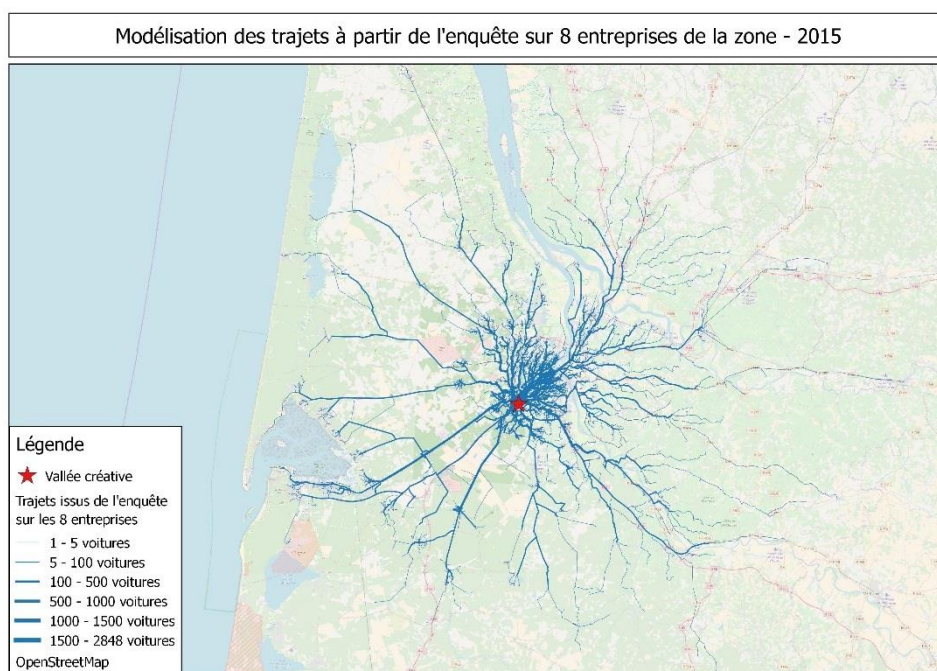 Modélisation des trajets à partir de l'enquête sur 8 entreprises de la zone - 2015
Légende
Vallée créative
Trajets issus de l'enquête
sur les 8 entreprises
1 - 5 voitures
5 - 100 voitures
100 - 500 voitures
500 - 1000 voitures
1000 - 1500 voitures
1500 - 2848 voitures
OpenStreetMap